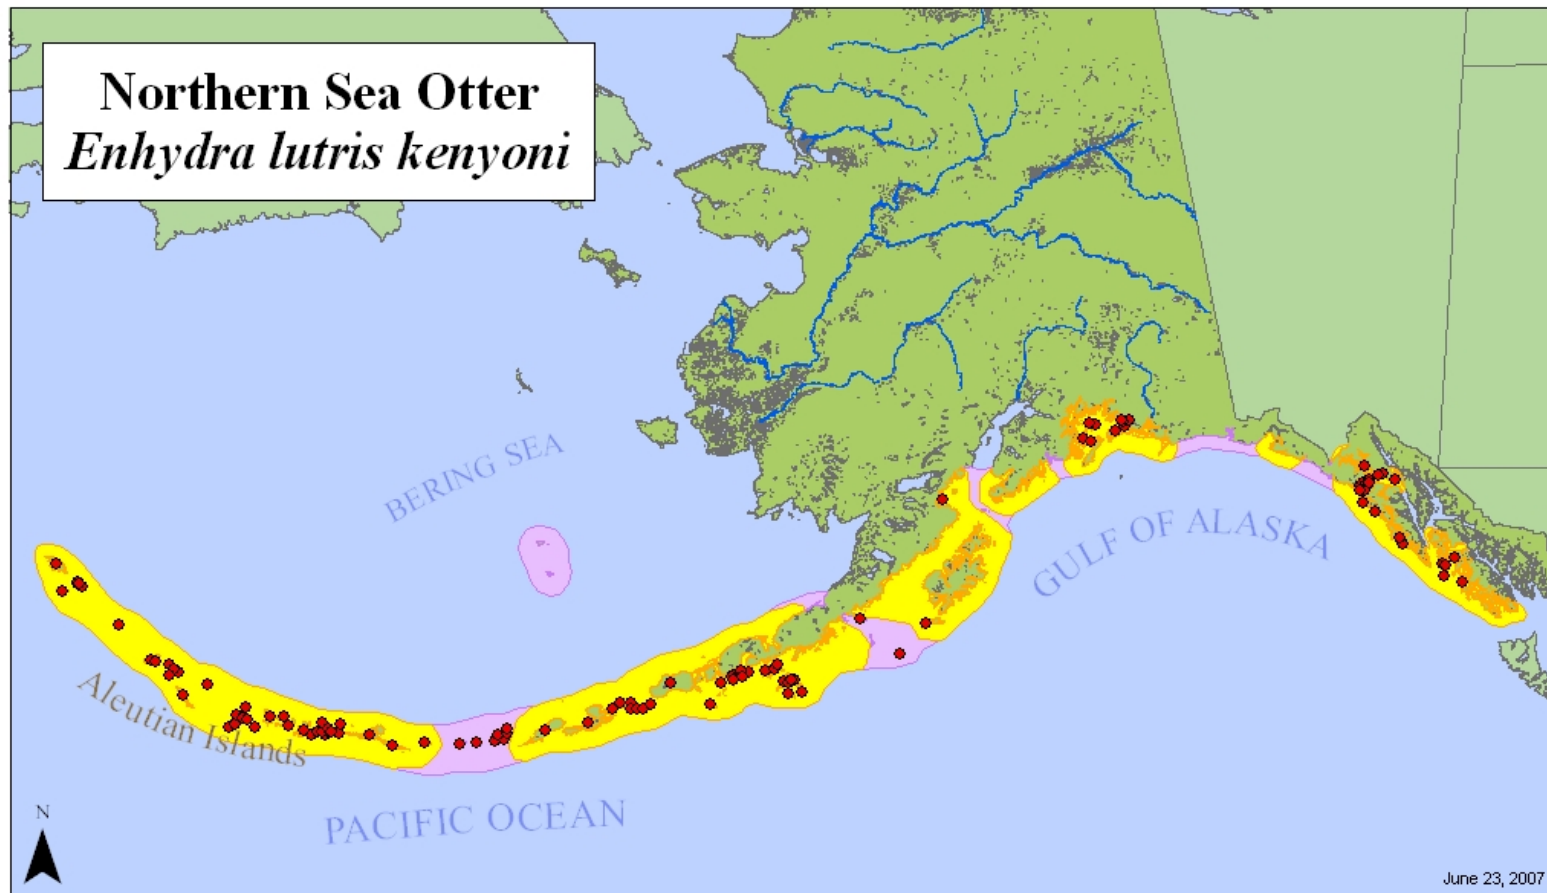 Northern Sea Otter
Enhydra lutris kenyoni
BERING SEA
GULF OF ALASKA
Aleutian Islands
PACIFIC OCEAN
N
June 23, 2007